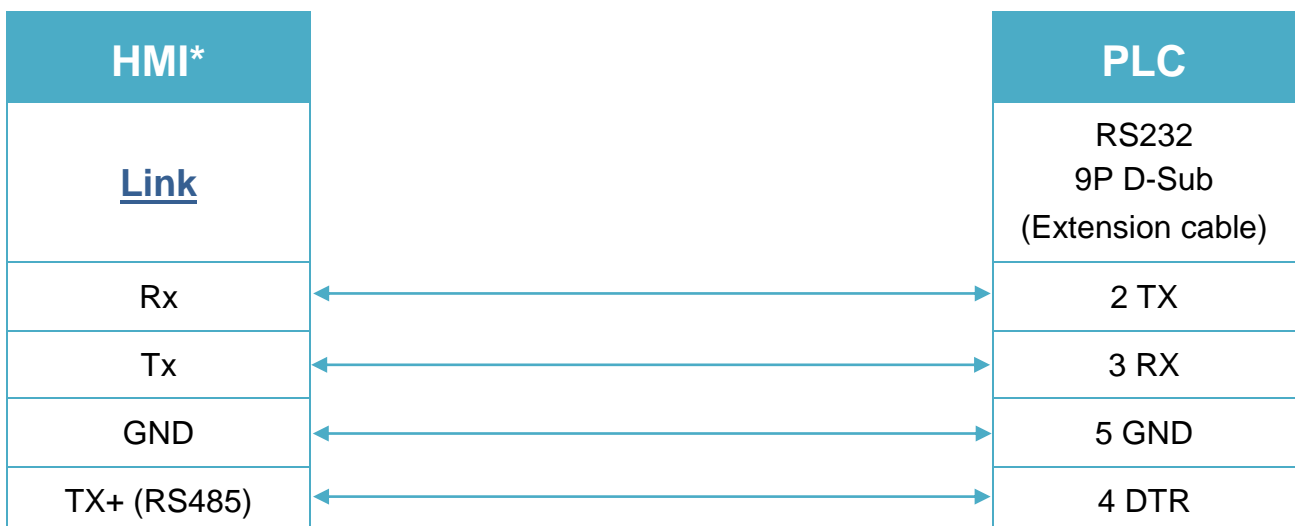 HMI*
PLC
Link
RS232
9P D-Sub
(Extension cable)
Rx
2 TX
Tx
3 RX
GND
5 GND
TX+ (RS485)
4 DTR